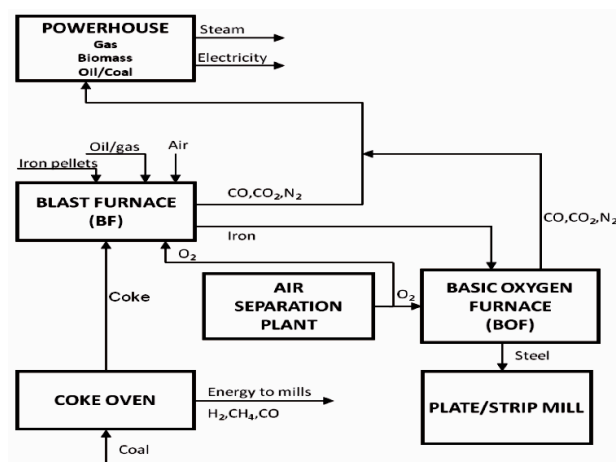 POWERHOUSE
Gas
Biomass
Oil/Coal
Steam
Electricity
Oil/gas
Air
Iron pellets
BLAST FURNACE
(BF)
CO,CO₂,N₂
CO,CO₂,N₂
Iron
O₂
AIR
SEPARATION
PLANT
O₂
BASIC OXYGEN
FURNACE
(BOF)
Coke
Steel
COKE OVEN
Energy to mills
H₂,CH₄,CO
PLATE/STRIP MILL
Coal